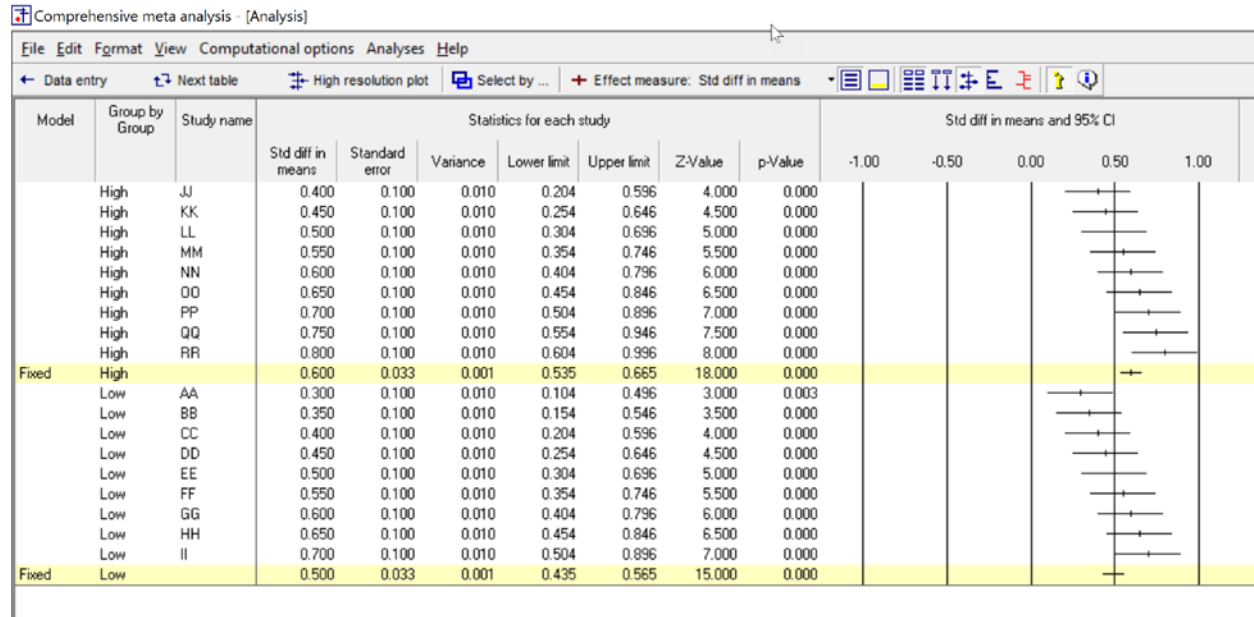 Comprehensive meta analysis - [Analysis]
File Edit Format View Computational options Analyses Help
← Data entry Next table High resolution plot Select by ... + Effect measure: Std diff in means
Model Group by Group Study name Statistics for each study Std diff in means and 95% CI
Std diff in means Standard error Variance Lower limit Upper limit Z-Value p-Value -1.00 -0.50 0.00 0.50 1.00
High JJ 0.400 0.100 0.010 0.204 0.596 4.000 0.000
High KK 0.450 0.100 0.010 0.254 0.646 4.500 0.000
High LL 0.500 0.100 0.010 0.304 0.696 5.000 0.000
High MM 0.550 0.100 0.010 0.354 0.746 5.500 0.000
High NN 0.600 0.100 0.010 0.404 0.796 6.000 0.000
High OO 0.650 0.100 0.010 0.454 0.846 6.500 0.000
High PP 0.700 0.100 0.010 0.504 0.896 7.000 0.000
High QQ 0.750 0.100 0.010 0.554 0.946 7.500 0.000
High RR 0.800 0.100 0.010 0.604 0.996 8.000 0.000
Fixed High 0.600 0.033 0.001 0.535 0.665 18.000 0.000
Low AA 0.300 0.100 0.010 0.104 0.496 3.000 0.003
Low BB 0.350 0.100 0.010 0.154 0.546 3.500 0.000
Low CC 0.400 0.100 0.010 0.204 0.596 4.000 0.000
Low DD 0.450 0.100 0.010 0.254 0.646 4.500 0.000
Low EE 0.500 0.100 0.010 0.304 0.696 5.000 0.000
Low FF 0.550 0.100 0.010 0.354 0.746 5.500 0.000
Low GG 0.600 0.100 0.010 0.404 0.796 6.000 0.000
Low HH 0.650 0.100 0.010 0.454 0.846 6.500 0.000
Low II 0.700 0.100 0.010 0.504 0.896 7.000 0.000
Fixed Low 0.500 0.033 0.001 0.435 0.565 15.000 0.000